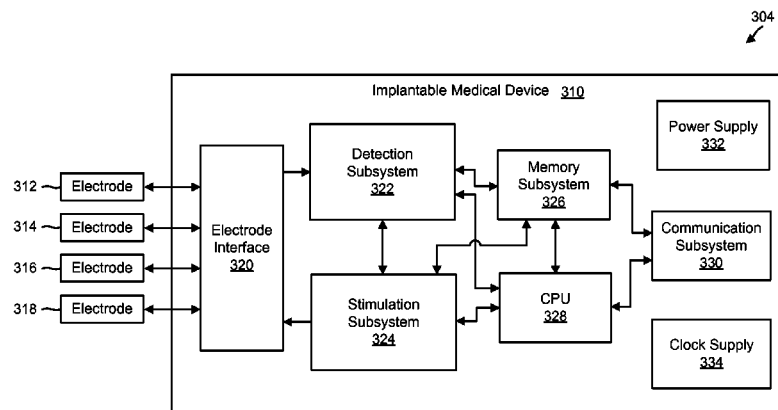 304
Implantable Medical Device 310
Power Supply
332
Detection
Subsystem
322
Memory
Subsystem
326
312
Electrode
314
Electrode
316
Electrode
318
Electrode
Electrode
Interface
320
Communication
Subsystem
330
Stimulation
Subsystem
324
CPU
328
Clock Supply
334